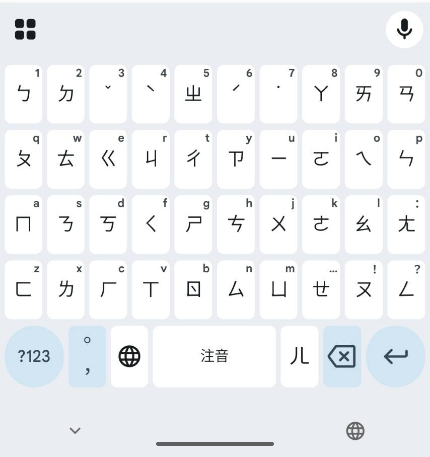 1 2 3 4 5 6 7 8 9 0
ㄅ ㄉ ˇ ˋ ㄓ ˊ ˙ ㄚ ㄞ ㄢ
q w e r t y u i o p
ㄆ ㄊ ㄍ ㄐ ㄔ ㄗ ㄧ ㄛ ㄟ ㄣ
a s d f g h j k l :
ㄇ ㄋ ㄎ ㄑ ㄕ ㄘ ㄨ ㄜ ㄠ ㄤ
z x c v b n m … ! ?
ㄈ ㄌ ㄏ ㄒ ㄖ ㄙ ㄩ ㄝ ㄡ ㄥ
?123 。 , 注音 ㄦ